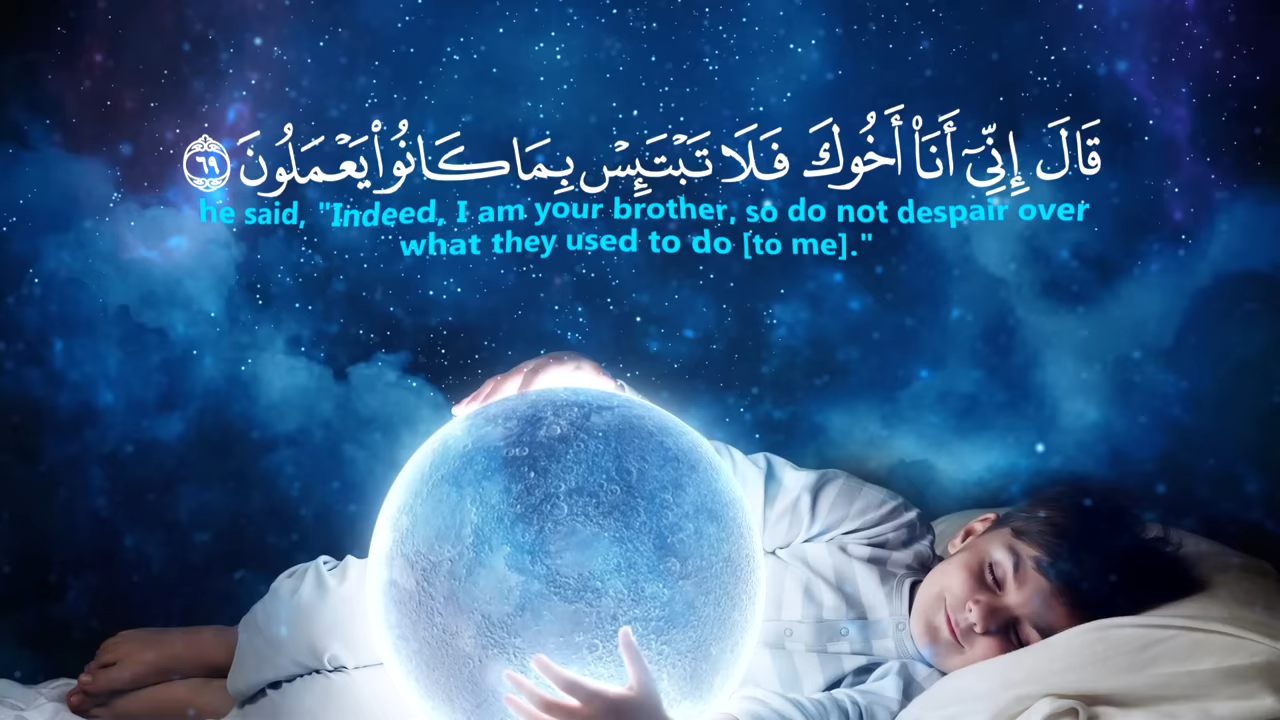 قَالَ إِنِّىٓ أَنَا۠ أَخُوكَ فَلَا تَبْتَئِسْ بِمَا كَانُوا۟ يَعْمَلُونَ ٦٩
he said, "Indeed, I am your brother, so do not despair over
what they used to do [to me]."